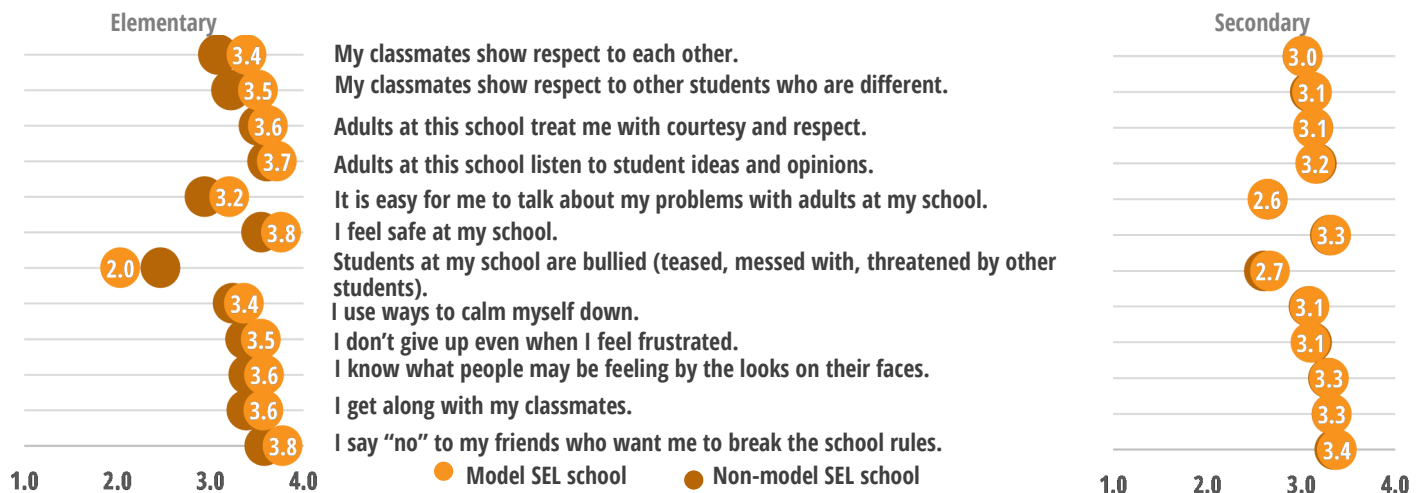 Elementary
Secondary
3.4 My classmates show respect to each other. 3.0
3.5 My classmates show respect to other students who are different. 3.1
3.6 Adults at this school treat me with courtesy and respect. 3.1
3.7 Adults at this school listen to student ideas and opinions. 3.2
3.2 It is easy for me to talk about my problems with adults at my school. 2.6
3.8 I feel safe at my school. 3.3
2.0 Students at my school are bullied (teased, messed with, threatened by other 2.7
students).
3.4 I use ways to calm myself down. 3.1
3.5 I don’t give up even when I feel frustrated. 3.1
3.6 I know what people may be feeling by the looks on their faces. 3.3
3.6 I get along with my classmates. 3.3
3.8 I say “no” to my friends who want me to break the school rules. 3.4
1.0 2.0 3.0 4.0 Model SEL school Non-model SEL school 1.0 2.0 3.0 4.0